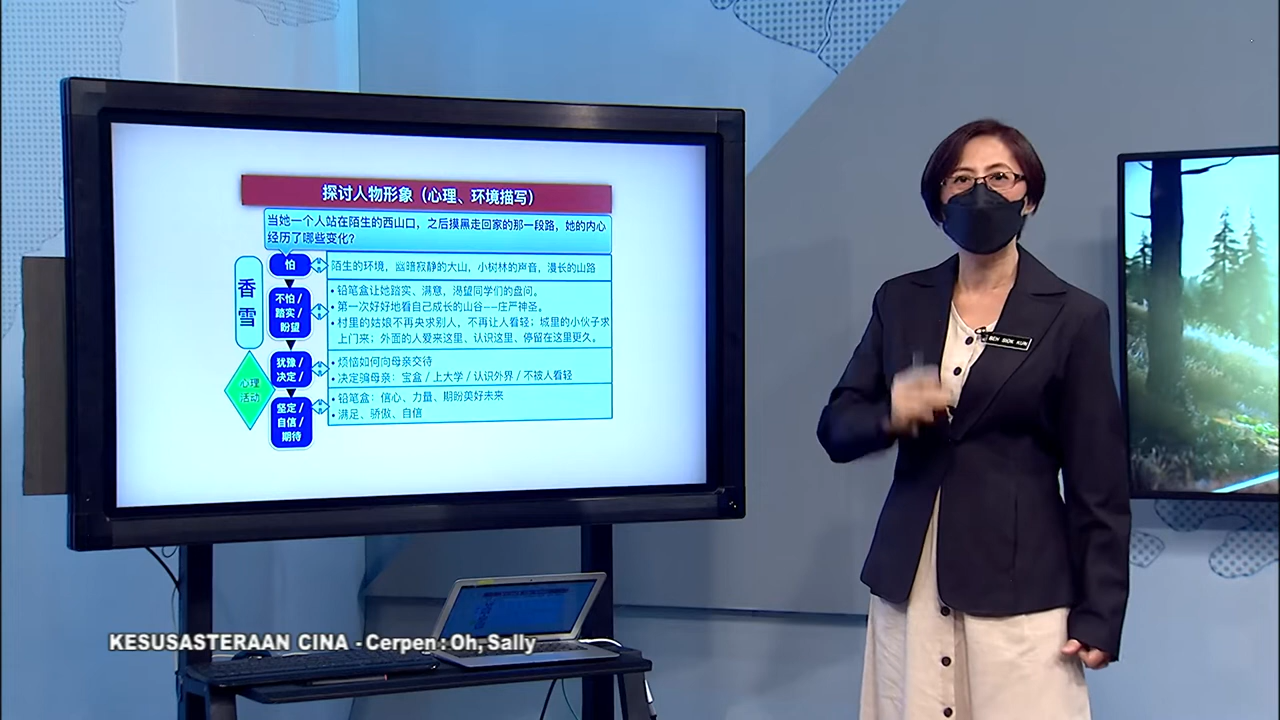 探讨人物形象（心理、环境描写）
当她一个人站在陌生的西山口，之后摸黑走回家的那一段路，她的内心
经历了哪些变化？
香
雪
心理
活动
怕
陌生的环境，幽暗寂静的大山，小树林的声音，漫长的山路
不怕 /
踏实 /
盼望
• 铅笔盒让她踏实、满意，渴望同学们的盘问。
• 第一次好好地看自己成长的山谷——庄严神圣。
• 村里的姑娘不再央求别人，不再让人看轻；城里的小伙子求
上门来；外面的人爱来这里、认识这里、停留在这里更久。
犹豫 /
决定 /
• 烦恼如何向母亲交待
• 决定骗母亲：宝盒 / 上大学 / 认识外界 / 不被人看轻
坚定 /
自信 /
期待
• 铅笔盒：信心、力量、期盼美好未来
• 满足、骄傲、自信
KESUSASTERAAN CINA - Cerpen : Oh, Sally